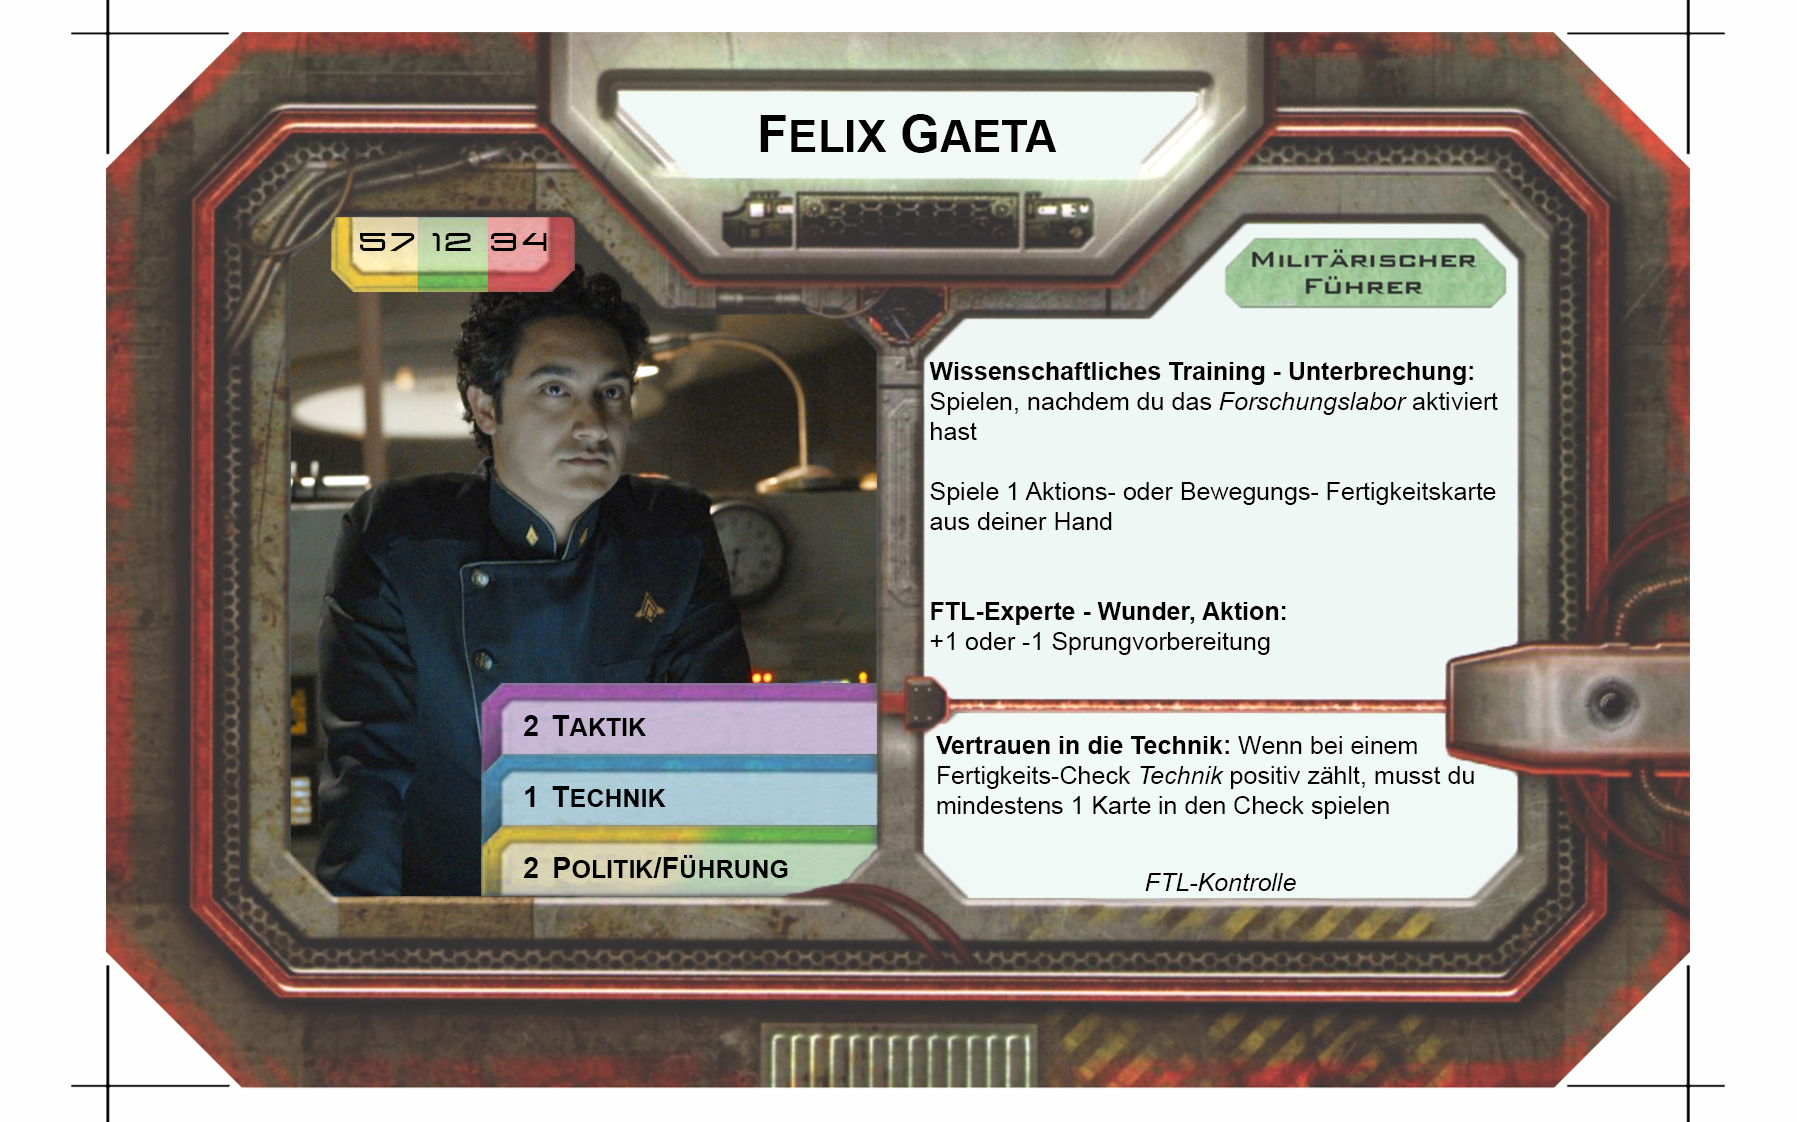 FELIX GAETA
57 12 34
MILITÄRISCHER
FÜHRER
Wissenschaftliches Training - Unterbrechung:
Spielen, nachdem du das Forschungslabor aktiviert
hast
Spiele 1 Aktions- oder Bewegungs- Fertigkeitskarte
aus deiner Hand
FTL-Experte - Wunder, Aktion:
+1 oder -1 Sprungvorbereitung
2 TAKTIK
1 TECHNIK
2 POLITIK/FÜHRUNG
Vertrauen in die Technik: Wenn bei einem
Fertigkeits-Check Technik positiv zählt, musst du
mindestens 1 Karte in den Check spielen
FTL-Kontrolle